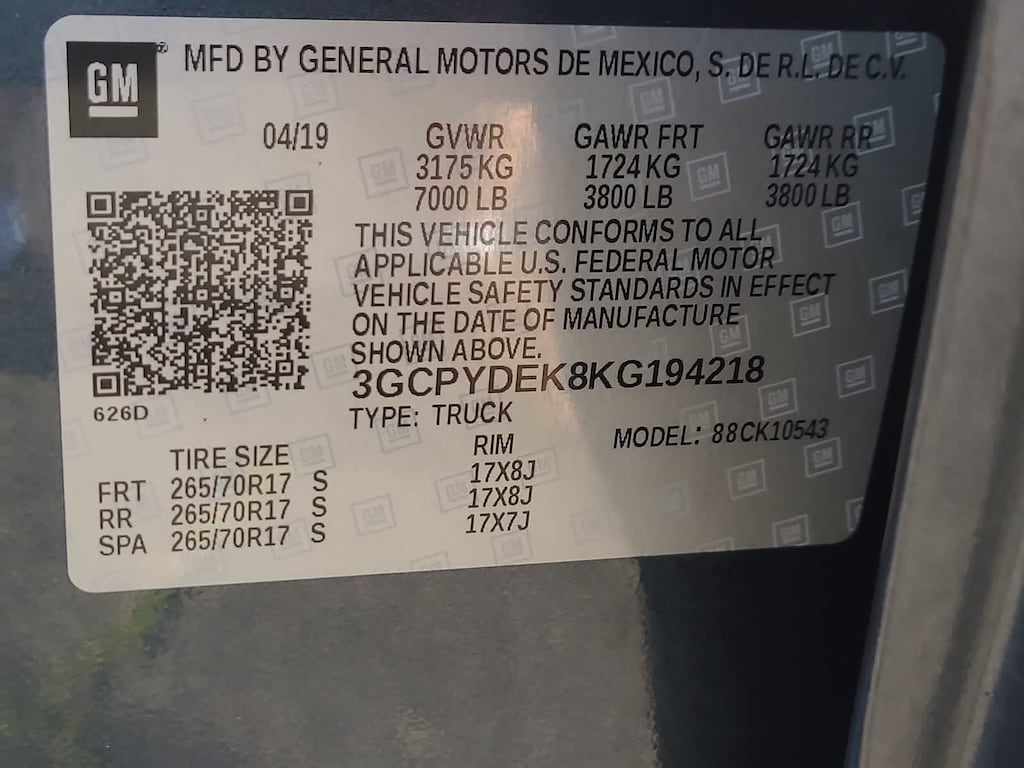 GM ® MFD BY GENERAL MOTORS DE MEXICO, S. DE R.L. DE C.V.
04/19 GVWR GAWR FRT GAWR RR
3175 KG 1724 KG 1724 KG
7000 LB 3800 LB 3800 LB
THIS VEHICLE CONFORMS TO ALL
APPLICABLE U.S. FEDERAL MOTOR
VEHICLE SAFETY STANDARDS IN EFFECT
ON THE DATE OF MANUFACTURE
SHOWN ABOVE.
3GCPYDEK8KG194218
626D
TYPE: TRUCK
MODEL: 88CK10543
TIRE SIZE RIM
FRT 265/70R17 S 17X8J
RR 265/70R17 S 17X8J
SPA 265/70R17 S 17X7J